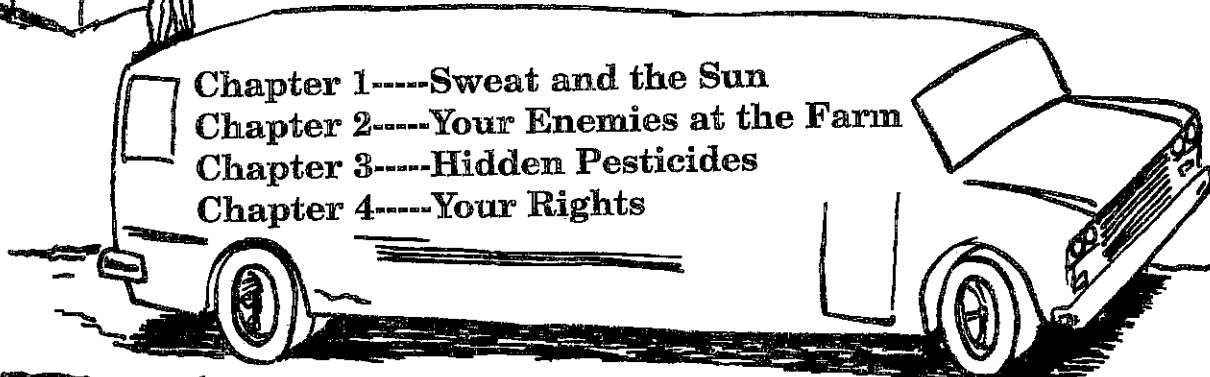 Chapter 1-----Sweat and the Sun
Chapter 2-----Your Enemies at the Farm
Chapter 3-----Hidden Pesticides
Chapter 4-----Your Rights